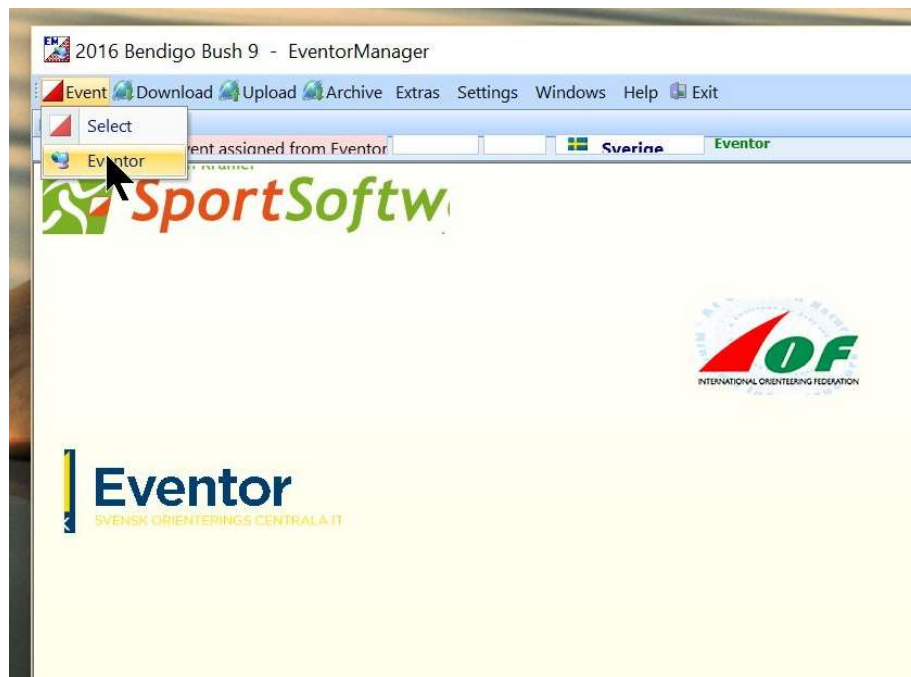 2016 Bendigo Bush 9 - EventorManager
Event Download Upload Archive Extras Settings Windows Help Exit
Select
Eventor
vent assigned from Eventor
Sverige
Eventor
SportSoftw
IOF
INTERNATIONAL ORIENTEERING FEDERATION
Eventor
SVENSK ORIENTERINGS CENTRALA IT